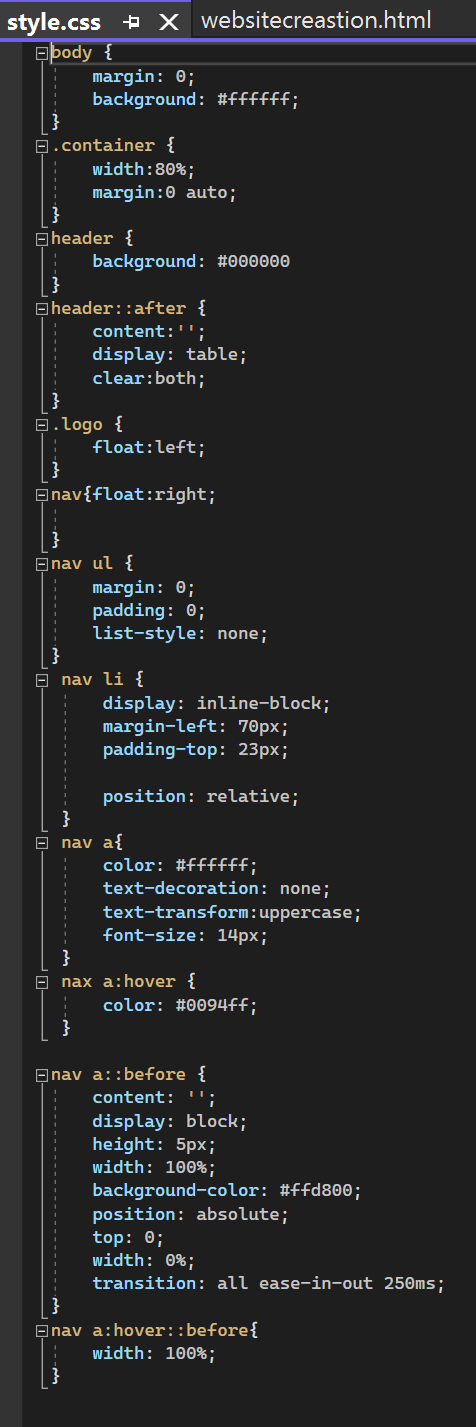 style.css websitecreastion.html
body {
margin: 0;
background: #ffffff;
}
.container {
width:80%;
margin:0 auto;
}
header {
background: #000000
}
header::after {
content:'';
display: table;
clear:both;
}
.logo {
float:left;
}
nav{float:right;
}
nav ul {
margin: 0;
padding: 0;
list-style: none;
}
nav li {
display: inline-block;
margin-left: 70px;
padding-top: 23px;
position: relative;
}
nav a{
color: #ffffff;
text-decoration: none;
text-transform:uppercase;
font-size: 14px;
}
nax a:hover {
color: #0094ff;
}
nav a::before {
content: '';
display: block;
height: 5px;
width: 100%;
background-color: #ffd800;
position: absolute;
top: 0;
width: 0%;
transition: all ease-in-out 250ms;
}
nav a:hover::before{
width: 100%;
}